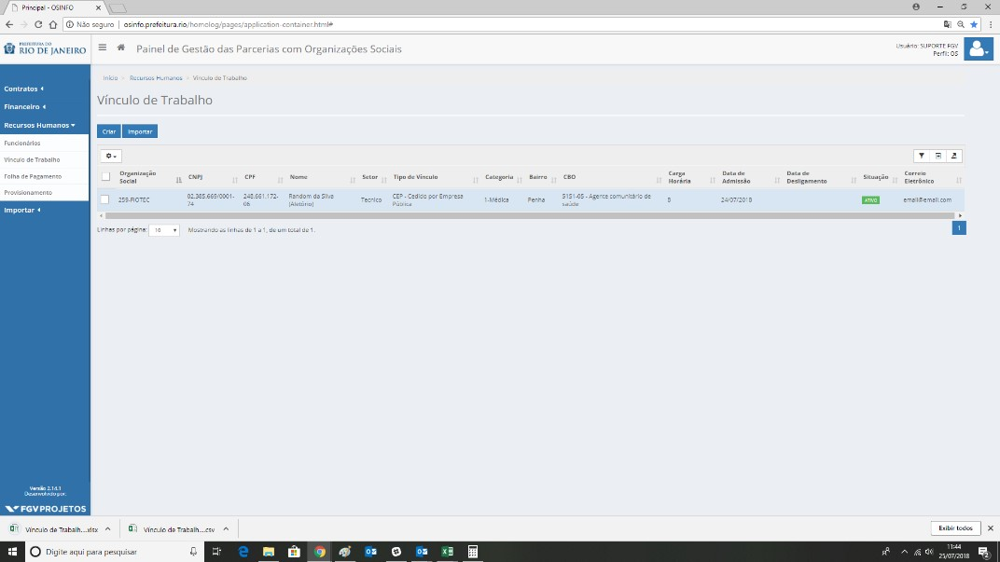 Principal - OSINFO
Não seguro | osinfo.prefeitura.rio/homolog/pages/application-container.html#
PREFEITURA DO
RIO DE JANEIRO
Painel de Gestão das Parcerias com Organizações Sociais
Usuário: SUPORTE FGV
Perfil: OS
Contratos
Financeiro
Recursos Humanos
Funcionários
Vínculo de Trabalho
Folha de Pagamento
Provisionamento
Importar
Início > Recursos Humanos > Vínculo de Trabalho
Vínculo de Trabalho
Criar
Importar
Organização Social CNPJ CPF Nome Setor Tipo de Vínculo Categoria Bairro CBO Carga Horária Data de Admissão Data de Desligamento Situação Correio Eletrônico
259-FIOTEC 02.385.669/0001-74 248.661.172-06 Random da Silva (Aletório) Tecnico CEP - Cedido por Empresa Pública 1-Médica Penha 5151-05 - Agente comunitário de saúde 8 24/07/2018 ATIVO email@email.com
Linhas por página: 10 Mostrando as linhas de 1 a 1, de um total de 1.
1
Versão 2.14.1
Desenvolvido por:
FGV PROJETOS
Vínculo de Trabalh....xlsx
Vínculo de Trabalh....csv
Exibir todos
Digite aqui para pesquisar
11:44
25/07/2018
2